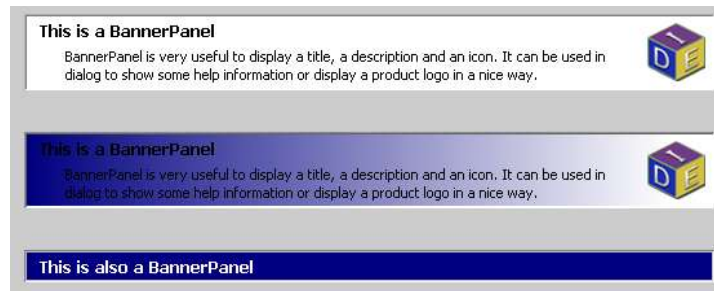 This is a BannerPanel
BannerPanel is very useful to display a title, a description and an icon. It can be used in
dialog to show some help information or display a product logo in a nice way.
I
D E
This is a BannerPanel
BannerPanel is very useful to display a title, a description and an icon. It can be used in
dialog to show some help information or display a product logo in a nice way.
I
D E
This is also a BannerPanel